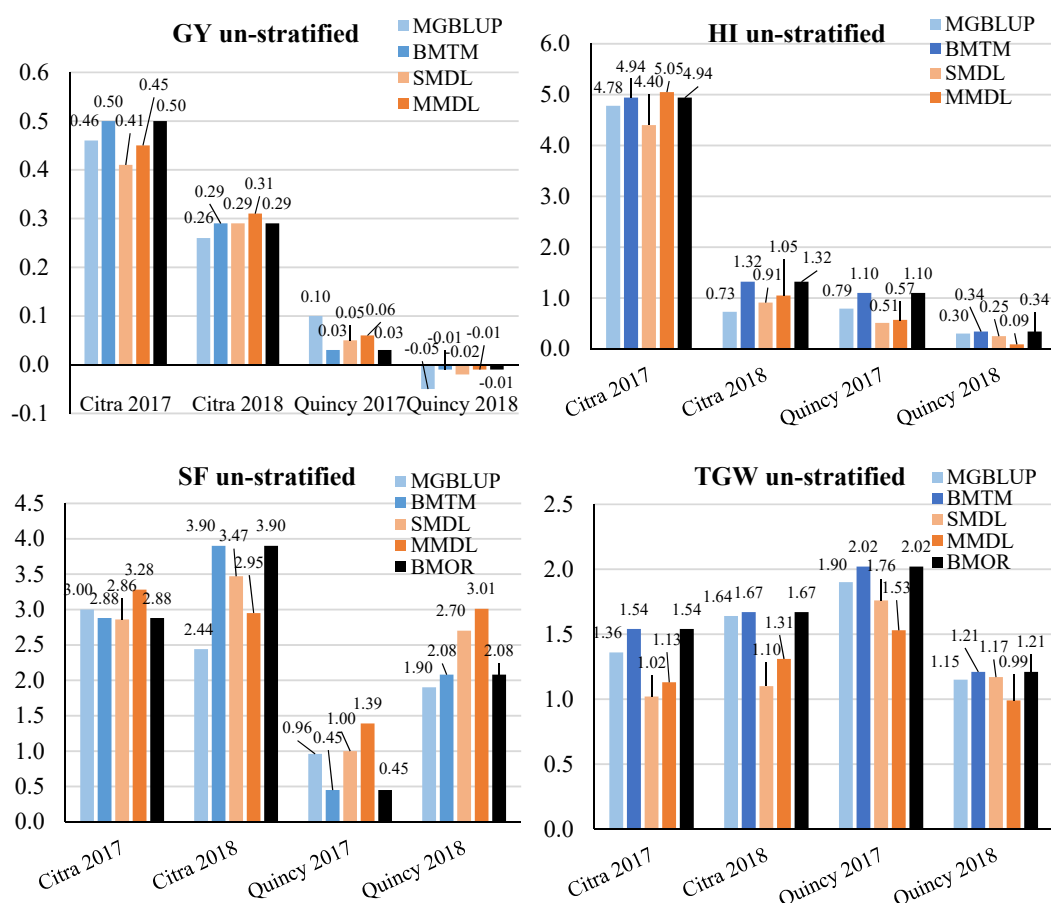 GY un-stratified
MGBLUP
BMTM
SMDL
MMDL
0.6
0.5
0.4
0.3
0.2
0.1
0.0
-0.1
0.46
0.50
0.41
0.45
0.50
0.26
0.29
0.29
0.31
0.29
0.10
0.03
0.05
0.06
0.03
-0.05
-0.01
-0.02
-0.01
-0.01
Citra 2017
Citra 2018
Quincy 2017
Quincy 2018
HI un-stratified
MGBLUP
BMTM
SMDL
MMDL
6.0
5.0
4.0
3.0
2.0
1.0
0.0
4.78
4.94
4.40
5.05
4.94
0.73
1.32
0.91
1.05
1.32
0.79
1.10
0.51
0.57
1.10
0.30
0.34
0.25
0.09
0.34
Citra 2017
Citra 2018
Quincy 2017
Quincy 2018
SF un-stratified
MGBLUP
BMTM
SMDL
MMDL
BMOR
4.5
4.0
3.5
3.0
2.5
2.0
1.5
1.0
0.5
0.0
3.00
2.88
2.86
3.28
2.88
2.44
3.90
3.47
2.95
3.90
0.96
0.45
1.00
1.39
0.45
1.90
2.08
2.70
3.01
2.08
Citra 2017
Citra 2018
Quincy 2017
Quincy 2018
TGW un-stratified
MGBLUP
BMTM
SMDL
MMDL
BMOR
2.5
2.0
1.5
1.0
0.5
0.0
1.36
1.54
1.02
1.13
1.54
1.64
1.67
1.10
1.31
1.67
1.90
2.02
1.76
1.53
2.02
1.15
1.21
1.17
0.99
1.21
Citra 2017
Citra 2018
Quincy 2017
Quincy 2018